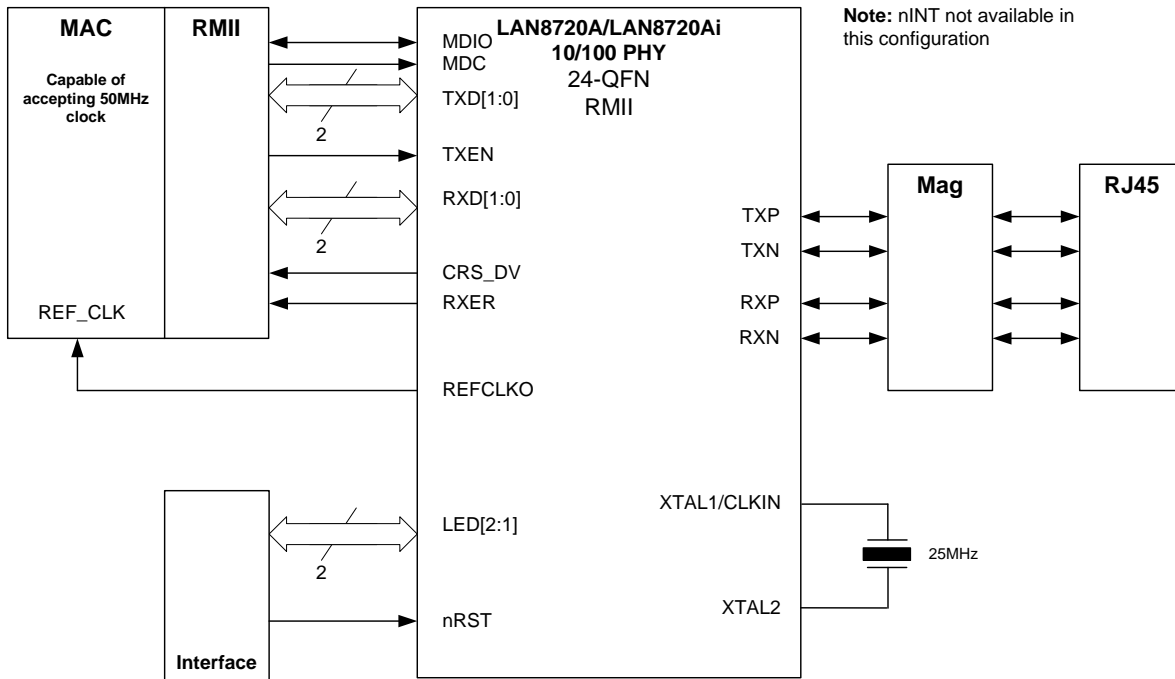 MAC
RMII
Capable of
accepting 50MHz
clock
REF_CLK
LAN8720A/LAN8720Ai
10/100 PHY
24-QFN
RMII
MDIO
MDC
TXD[1:0]
2
TXEN
RXD[1:0]
2
CRS_DV
RXER
REFCLKO
LED[2:1]
2
nRST
Interface
Note: nINT not available in
this configuration
TXP
TXN
RXP
RXN
Mag
RJ45
XTAL1/CLKIN
25MHz
XTAL2